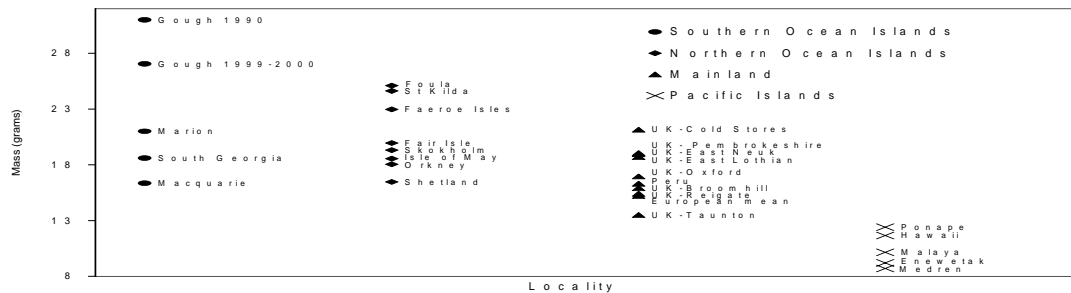 Gough 1990
Southern Ocean Islands
28
Northern Ocean Islands
Gough 1999-2000
Mainland
Foula
St Kilda
Pacific Islands
23
Faeroe Isles
Mass (grams)
Marion
UK-Cold Stores
Fair Isle
UK-Pembrokeshire
Skokholm
UK-East Neuk
South Georgia
Isle of May
UK-East Lothian
18
Orkney
UK-Oxford
Macquarie
Shetland
Peru
UK-Broomhill
UK-Reigate
European mean
13
UK-Taunton
Ponape
Hawaii
Malaya
Enewetak
Medren
8
Locality